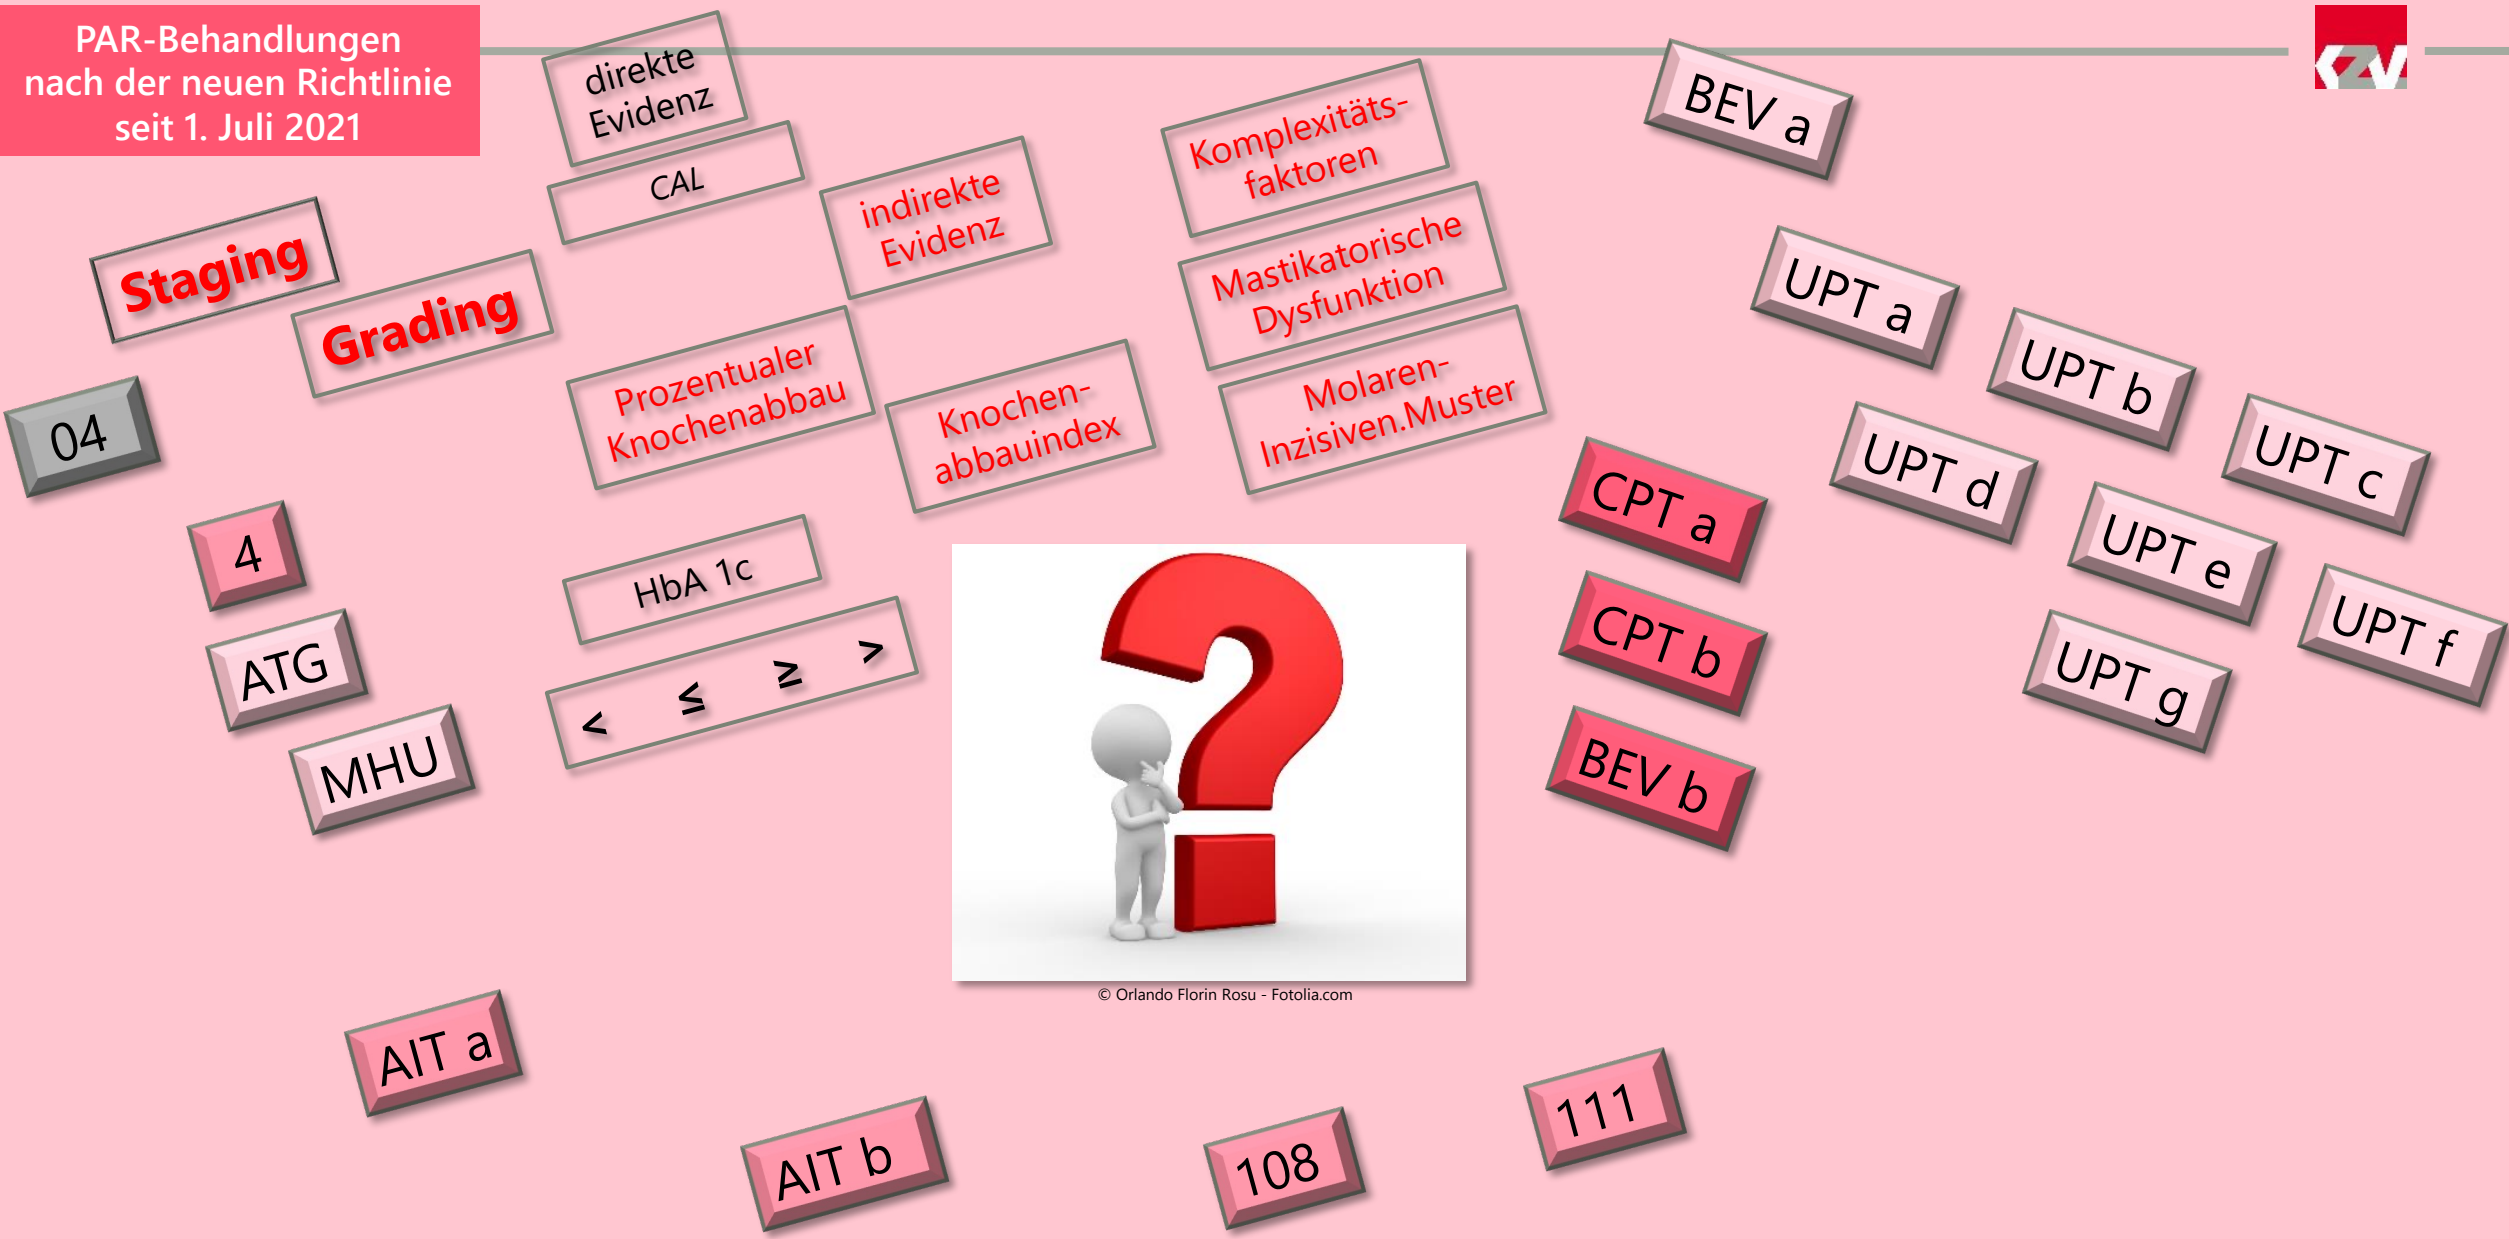 PAR-Behandlungen
nach der neuen Richtlinie
seit 1. Juli 2021
KZV
direkte
Evidenz
CAL
indirekte
Evidenz
Komplexitäts-
faktoren
Mastikatorische
Dysfunktion
Molaren-
Inzisiven.Muster
Staging
Grading
Prozentualer
Knochenabbau
Knochen-
abbauindex
HbA 1c
< ≤ ≥ >
04
4
ATG
MHU
BEV a
UPT a
UPT b
UPT c
UPT d
UPT e
UPT f
UPT g
CPT a
CPT b
BEV b
© Orlando Florin Rosu - Fotolia.com
AIT a
AIT b
108
111